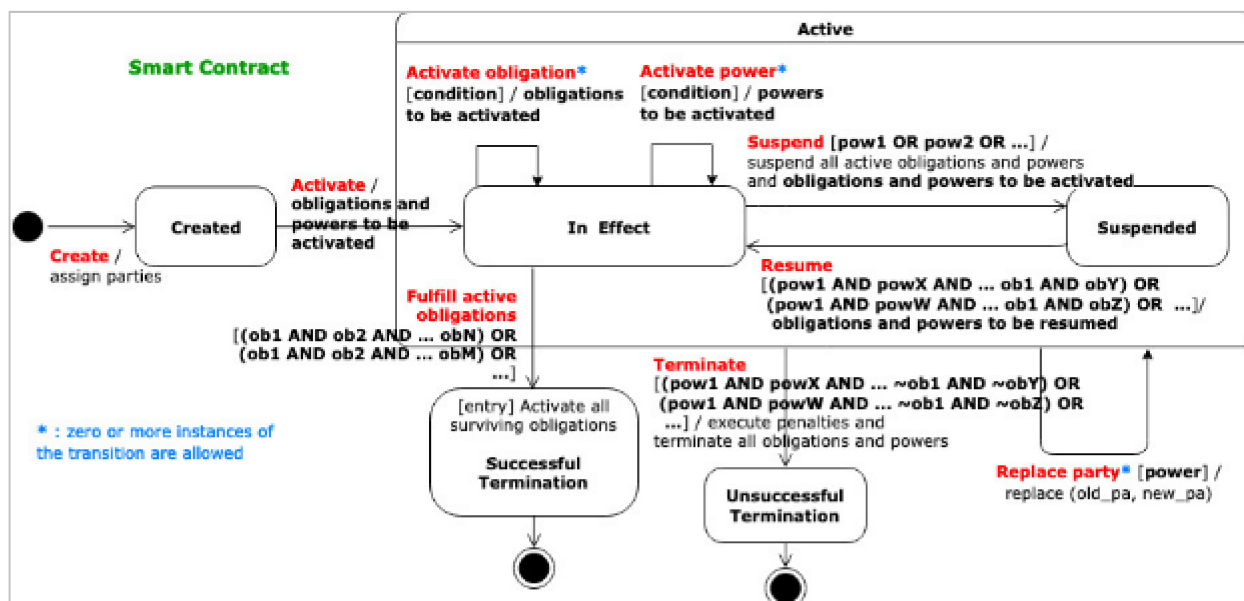 Active
Smart Contract
Activate obligation*
[condition] / obligations
to be activated
Activate power*
[condition] / powers
to be activated
Suspend [pow1 OR pow2 OR ...] /
suspend all active obligations and powers
and obligations and powers to be activated
Activate /
obligations and
powers to be
activated
Created
In Effect
Suspended
Create /
assign parties
Resume
[(pow1 AND powX AND ... ob1 AND obY) OR
(pow1 AND powW AND ... ob1 AND obZ) OR ...]/
obligations and powers to be resumed
Fulfill active
obligations
[(ob1 AND ob2 AND ... obN) OR
(ob1 AND ob2 AND ... obM) OR
...]
Terminate
[(pow1 AND powX AND ... ~ob1 AND ~obY) OR
(pow1 AND powW AND ... ~ob1 AND ~obZ) OR
...] / execute penalties and
terminate all obligations and powers
[entry] Activate all
surviving obligations
Successful
Termination
* : zero or more instances of
the transition are allowed
Replace party* [power] /
replace (old_pa, new_pa)
Unsuccessful
Termination